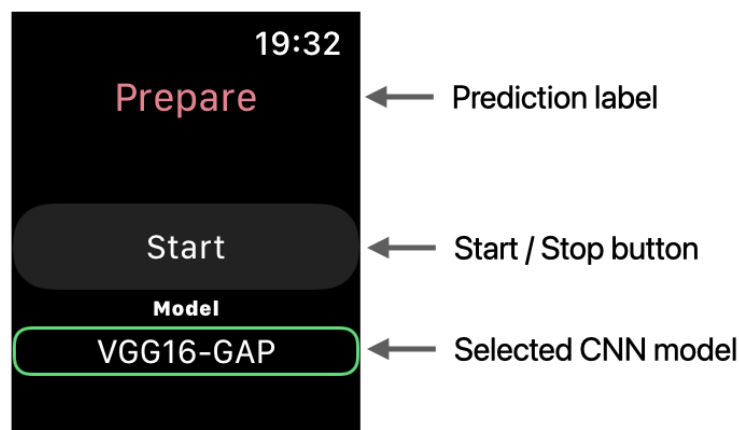 19:32
Prepare
Prediction label
Start
Start / Stop button
Model
VGG16-GAP
Selected CNN model